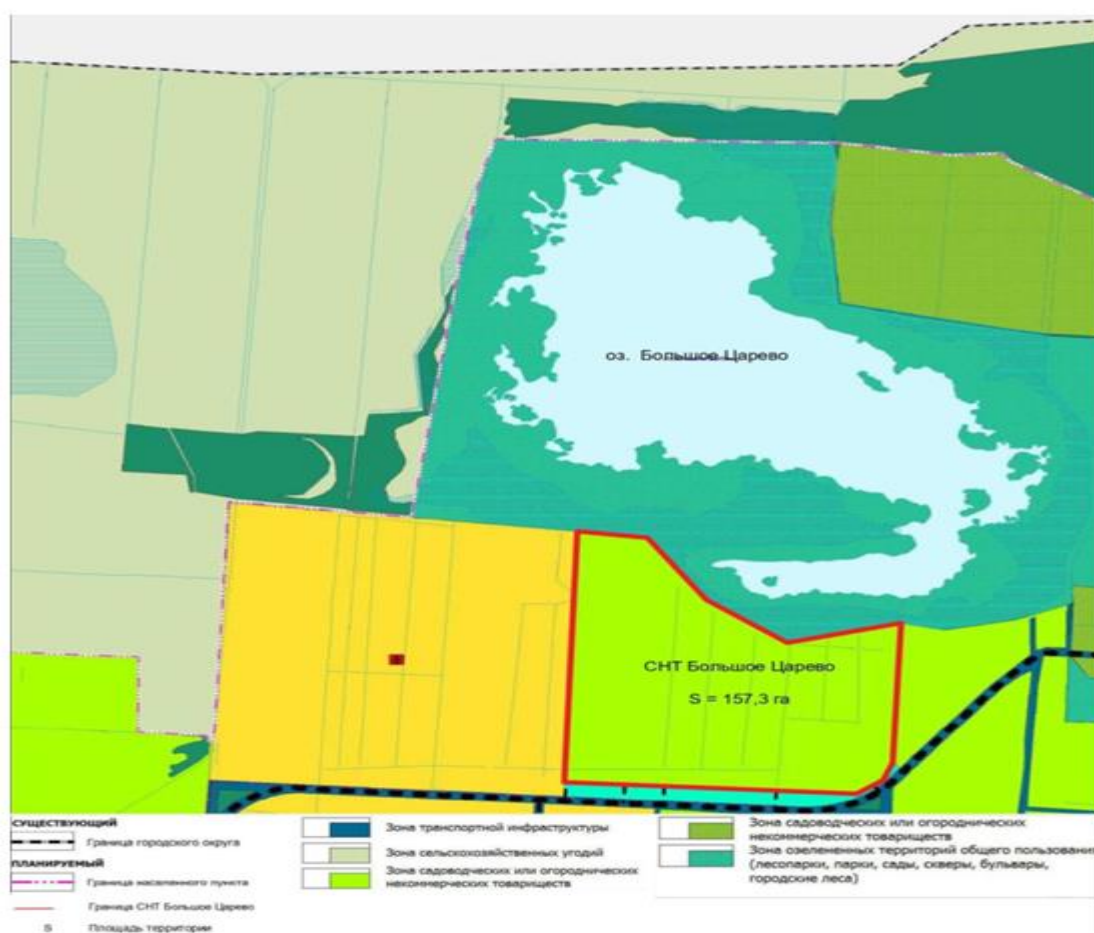 оз. Большое Царево
СНТ Большое Царево
S = 157,3 га
СУЩЕСТВУЮЩИЙ
Граница городского округа
ПЛАНИРУЕМЫЙ
Граница населенного пункта
Граница СНТ Большое Царево
S Площадь территории
Зона транспортной инфраструктуры
Зона сельскохозяйственных угодий
Зона садоводческих или огороднических
некоммерческих товариществ
Зона садоводческих или огороднических
некоммерческих товариществ
Зона озелененных территорий общего пользования
(лесопарки, парки, сады, скверы, бульвары,
городские леса)